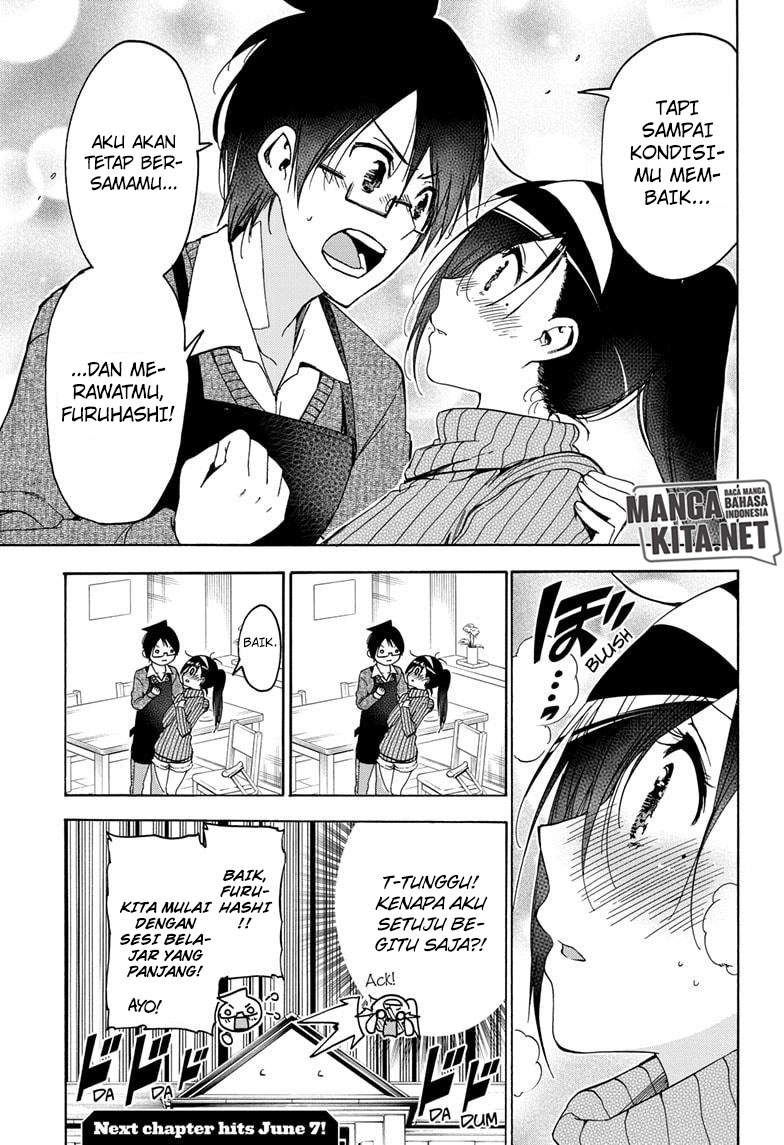 TAPI
SAMPAI
KONDISI-
MU MEM-
BAIK...
AKU AKAN
TETAP BER-
SAMAMU...
...DAN ME-
RAWATMU,
FURUHASHI!
MANGA
KITA.NET
BACA MANGA
BAHASA
INDONESIA
ぽ…
BLUSH
BAIK.
T-TUNGGU!
KENAPA AKU
SETUJU BE-
GITU SAJA?!
Ack!
BAIK,
FURU-
HASHI
!!
KITA MULAI
DENGAN
SESI BELA-
JAR YANG
PANJANG!
AYO!
ド
ド
DA
DUM
ド
ド
ド
DA
DA
DA
Next chapter hits June 7!